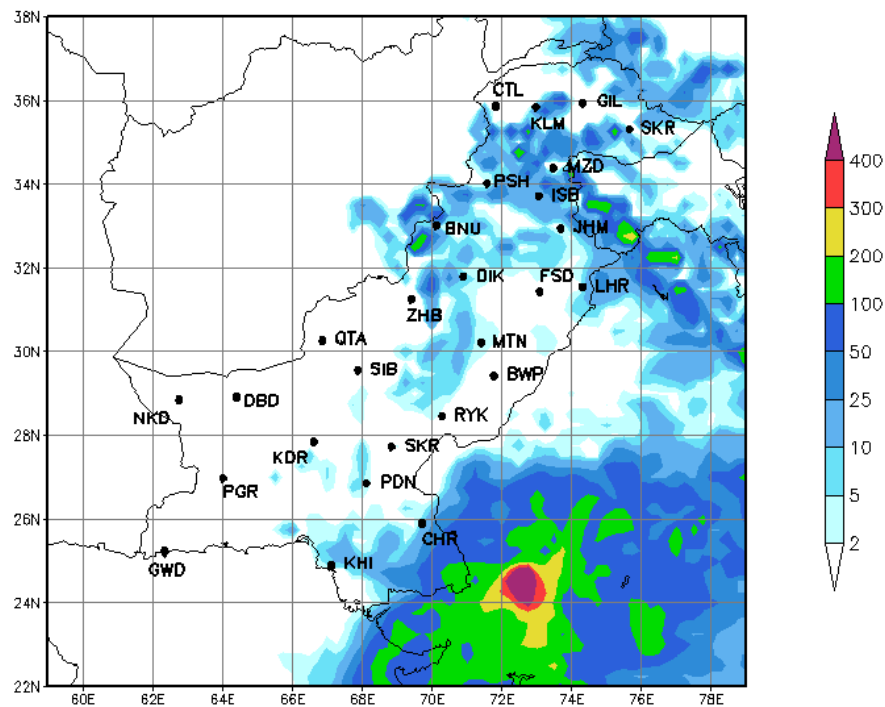 38N
36N
34N
32N
30N
28N
26N
24N
22N
60E 62E 64E 66E 68E 70E 72E 74E 76E 78E
CTL
GIL
KLM
SKR
MZD
PSH
ISB
BNU
JHM
DIK
FSD
LHR
ZHB
QTA
MTN
SIB
BWP
NKD
DBD
RYK
KDR
SKR
PGR
PDN
CHR
GWD
KHI
400
300
200
100
50
25
10
5
2